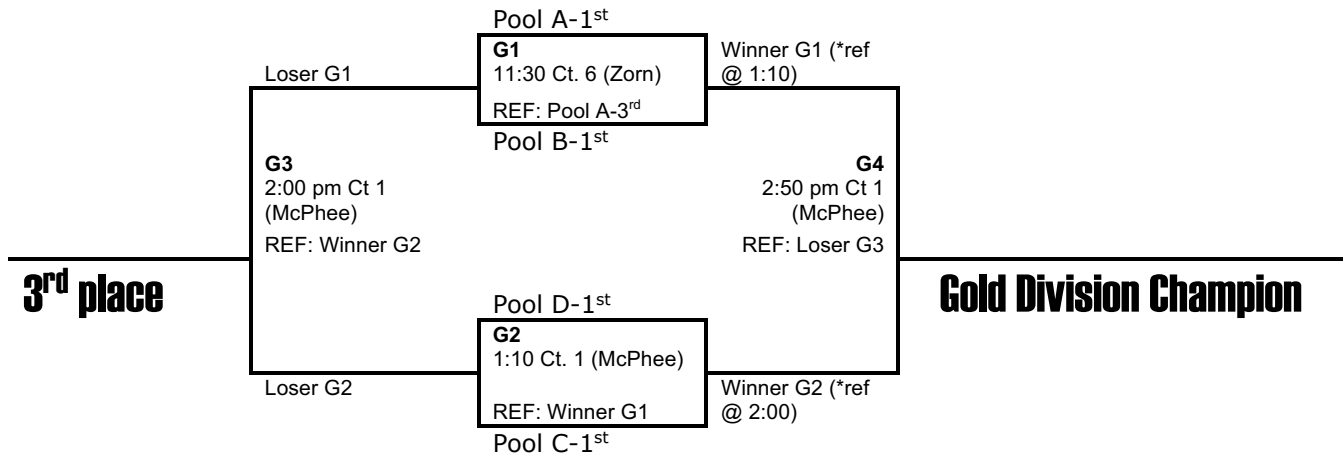 Pool A-1st
G1
11:30 Ct. 6 (Zorn)
REF: Pool A-3rd
Pool B-1st
Loser G1
Winner G1 (*ref
@ 1:10)
G3
2:00 pm Ct 1
(McPhee)
REF: Winner G2
G4
2:50 pm Ct 1
(McPhee)
REF: Loser G3
3rd place
Gold Division Champion
Pool D-1st
G2
1:10 Ct. 1 (McPhee)
REF: Winner G1
Pool C-1st
Loser G2
Winner G2 (*ref
@ 2:00)